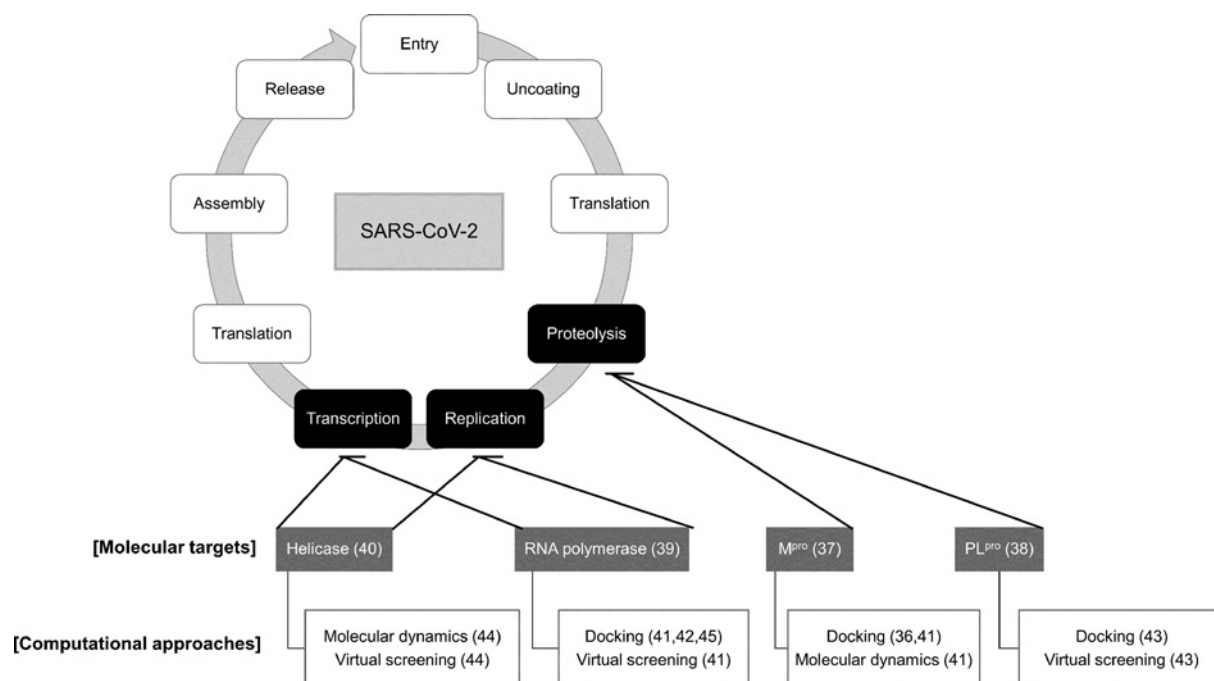 Entry
Release
Uncoating
Assembly
SARS-CoV-2
Translation
Translation
Proteolysis
Transcription
Replication
[Molecular targets]
Helicase (40)
RNA polymerase (39)
Mpro (37)
PLpro (38)
[Computational approaches]
Molecular dynamics (44)
Virtual screening (44)
Docking (41,42,45)
Virtual screening (41)
Docking (36,41)
Molecular dynamics (41)
Docking (43)
Virtual screening (43)